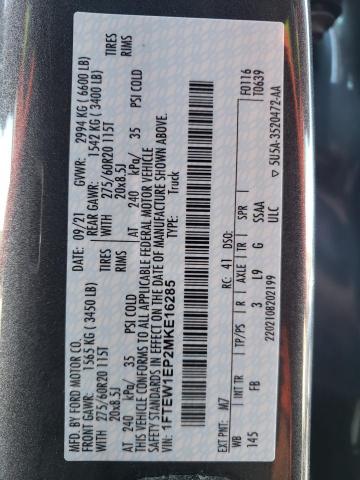 MFD. BY FORD MOTOR CO.
DATE: 09/21 GVWR: 2994 KG (6600 LB)
FRONT GAWR: 1565 KG (3450 LB) REAR GAWR: 1542 KG (3400 LB)
WITH 275/60R20 115T TIRES WITH 275/60R20 115T TIRES
20x8.5J RIMS 20x8.5J RIMS
AT 240 kPa/ 35 PSI COLD AT 240 kPa/ 35 PSI COLD
THIS VEHICLE CONFORMS TO ALL APPLICABLE FEDERAL MOTOR VEHICLE
SAFETY STANDARDS IN EFFECT ON THE DATE OF MANUFACTURE SHOWN ABOVE.
1FTEW1EP2MKE16285 TYPE: Truck
F0116
T0639
EXT PNT: M7 RC: 41 DSO:
WB INT TR TP/PS R AXLE TR SPR
145 FB 3 L9 G SSAA
ULC
2202108202199 ▽ 5U5A-3520472-AA